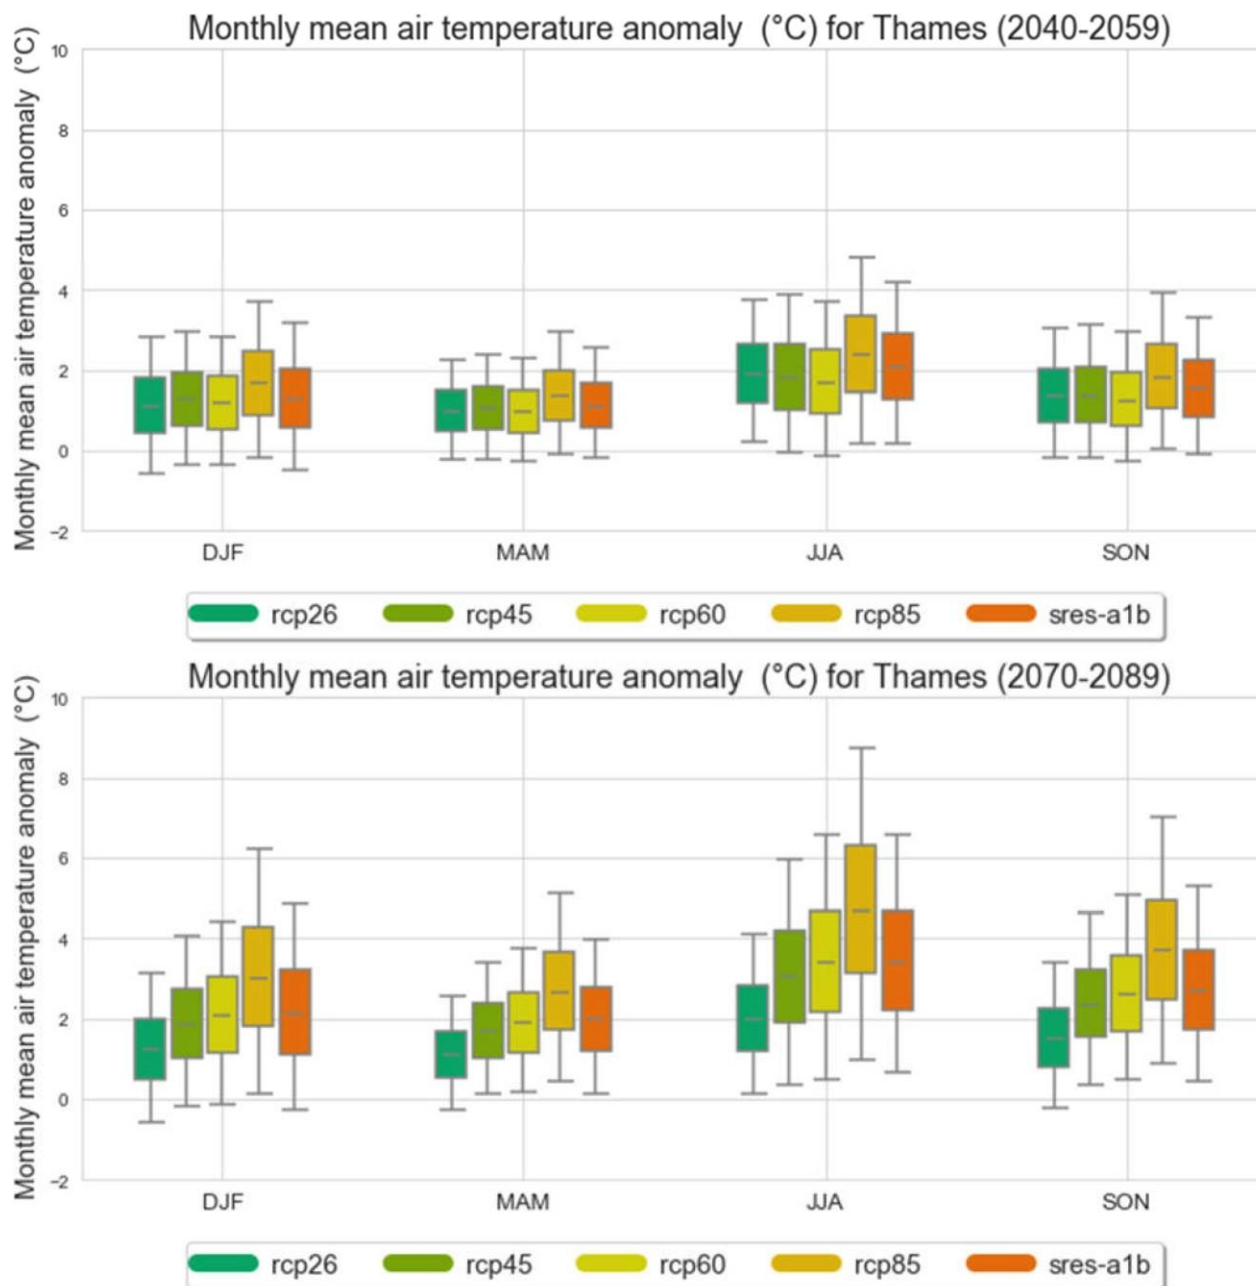 Monthly mean air temperature anomaly (°C) for Thames (2040-2059)
Monthly mean air temperature anomaly (°C)
10
8
6
4
2
0
−2
DJF MAM JJA SON
rcp26 rcp45 rcp60 rcp85 sres-a1b
Monthly mean air temperature anomaly (°C) for Thames (2070-2089)
Monthly mean air temperature anomaly (°C)
10
8
6
4
2
0
−2
DJF MAM JJA SON
rcp26 rcp45 rcp60 rcp85 sres-a1b